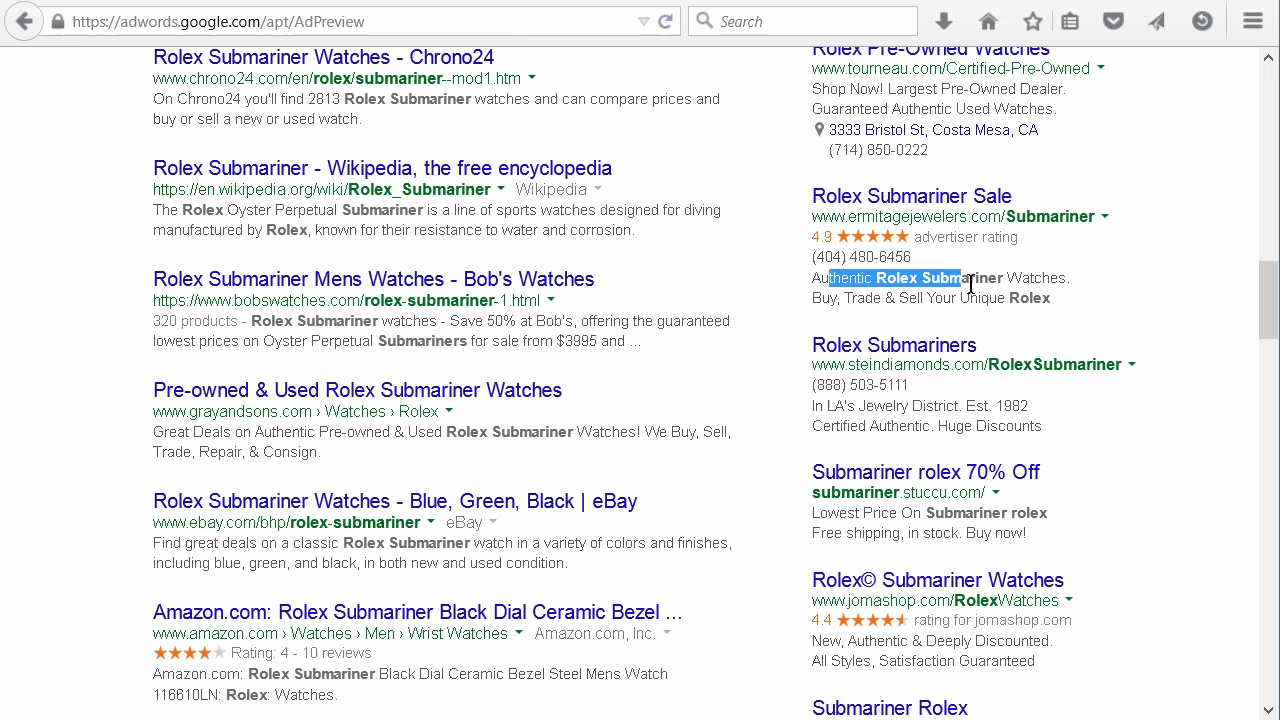 https://adwords.google.com/apt/AdPreview
Search
Rolex Submariner Watches - Chrono24
www.chrono24.com/en/rolex/submariner--mod1.htm
On Chrono24 you'll find 2813 Rolex Submariner watches and can compare prices and
buy or sell a new or used watch.
Rolex Submariner - Wikipedia, the free encyclopedia
https://en.wikipedia.org/wiki/Rolex_Submariner Wikipedia
The Rolex Oyster Perpetual Submariner is a line of sports watches designed for diving
manufactured by Rolex, known for their resistance to water and corrosion.
Rolex Submariner Mens Watches - Bob's Watches
https://www.bobswatches.com/rolex-submariner-1.html
320 products - Rolex Submariner watches - Save 50% at Bob's, offering the guaranteed
lowest prices on Oyster Perpetual Submariners for sale from $3995 and ...
Pre-owned & Used Rolex Submariner Watches
www.grayandsons.com › Watches › Rolex
Great Deals on Authentic Pre-owned & Used Rolex Submariner Watches! We Buy, Sell,
Trade, Repair, & Consign.
Rolex Submariner Watches - Blue, Green, Black | eBay
www.ebay.com/bhp/rolex-submariner eBay
Find great deals on a classic Rolex Submariner watch in a variety of colors and finishes,
including blue, green, and black, in both new and used condition.
Amazon.com: Rolex Submariner Black Dial Ceramic Bezel ...
www.amazon.com › Watches › Men › Wrist Watches Amazon.com, Inc.
Rating: 4 - 10 reviews
Amazon.com: Rolex Submariner Black Dial Ceramic Bezel Steel Mens Watch
116610LN: Rolex: Watches.
Rolex Pre-Owned Watches
www.tourneau.com/Certified-Pre-Owned
Shop Now! Largest Pre-Owned Dealer.
Guaranteed Authentic Used Watches.
3333 Bristol St, Costa Mesa, CA
(714) 850-0222
Rolex Submariner Sale
www.ermitagejewelers.com/Submariner
4.9 ★★★★★ advertiser rating
(404) 480-6456
Authentic Rolex Submariner Watches.
Buy, Trade & Sell Your Unique Rolex
Rolex Submariners
www.steindiamonds.com/RolexSubmariner
(888) 503-5111
In LA's Jewelry District. Est. 1982
Certified Authentic. Huge Discounts
Submariner rolex 70% Off
submariner.stuccu.com/
Lowest Price On Submariner rolex
Free shipping, in stock. Buy now!
Rolex© Submariner Watches
www.jomashop.com/RolexWatches
4.4 ★★★★★ rating for jomashop.com
New, Authentic & Deeply Discounted.
All Styles, Satisfaction Guaranteed
Submariner Rolex